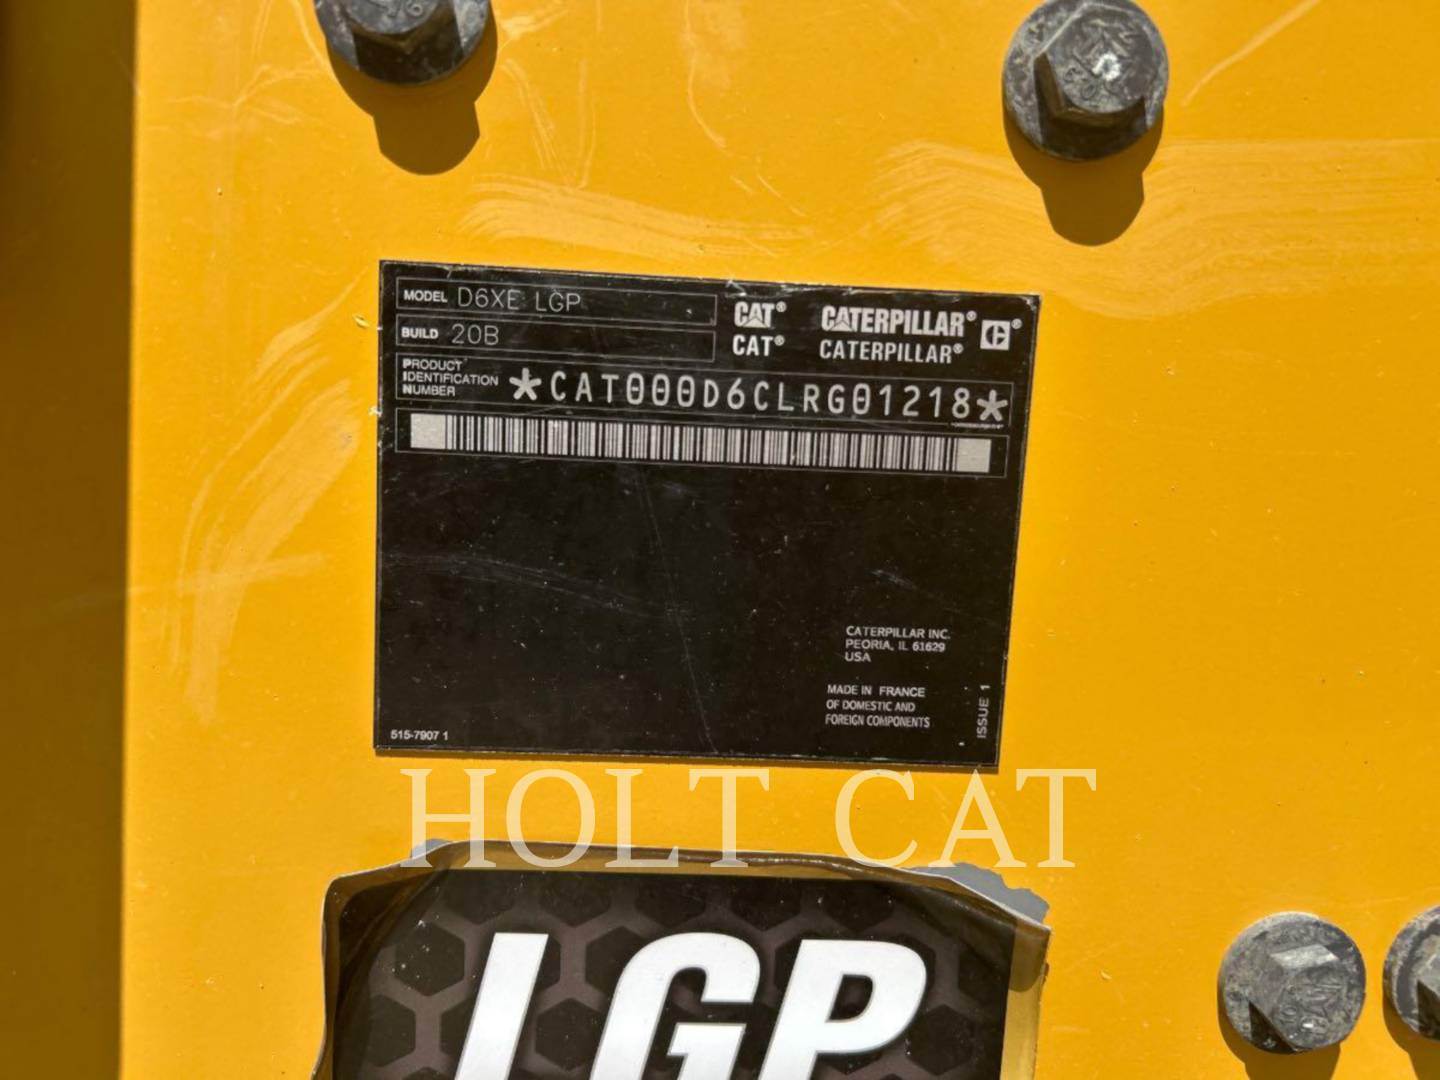 MODEL D6XE LGP
BUILD 20B
CAT® CATERPILLAR®
CAT® CATERPILLAR®
PRODUCT
IDENTIFICATION
NUMBER
*CAT000D6CLRG01218*
CATERPILLAR INC.
PEORIA, IL 61629
USA
MADE IN FRANCE
OF DOMESTIC AND
FOREIGN COMPONENTS
ISSUE 1
515-7907 1
HOLT CAT
LGP